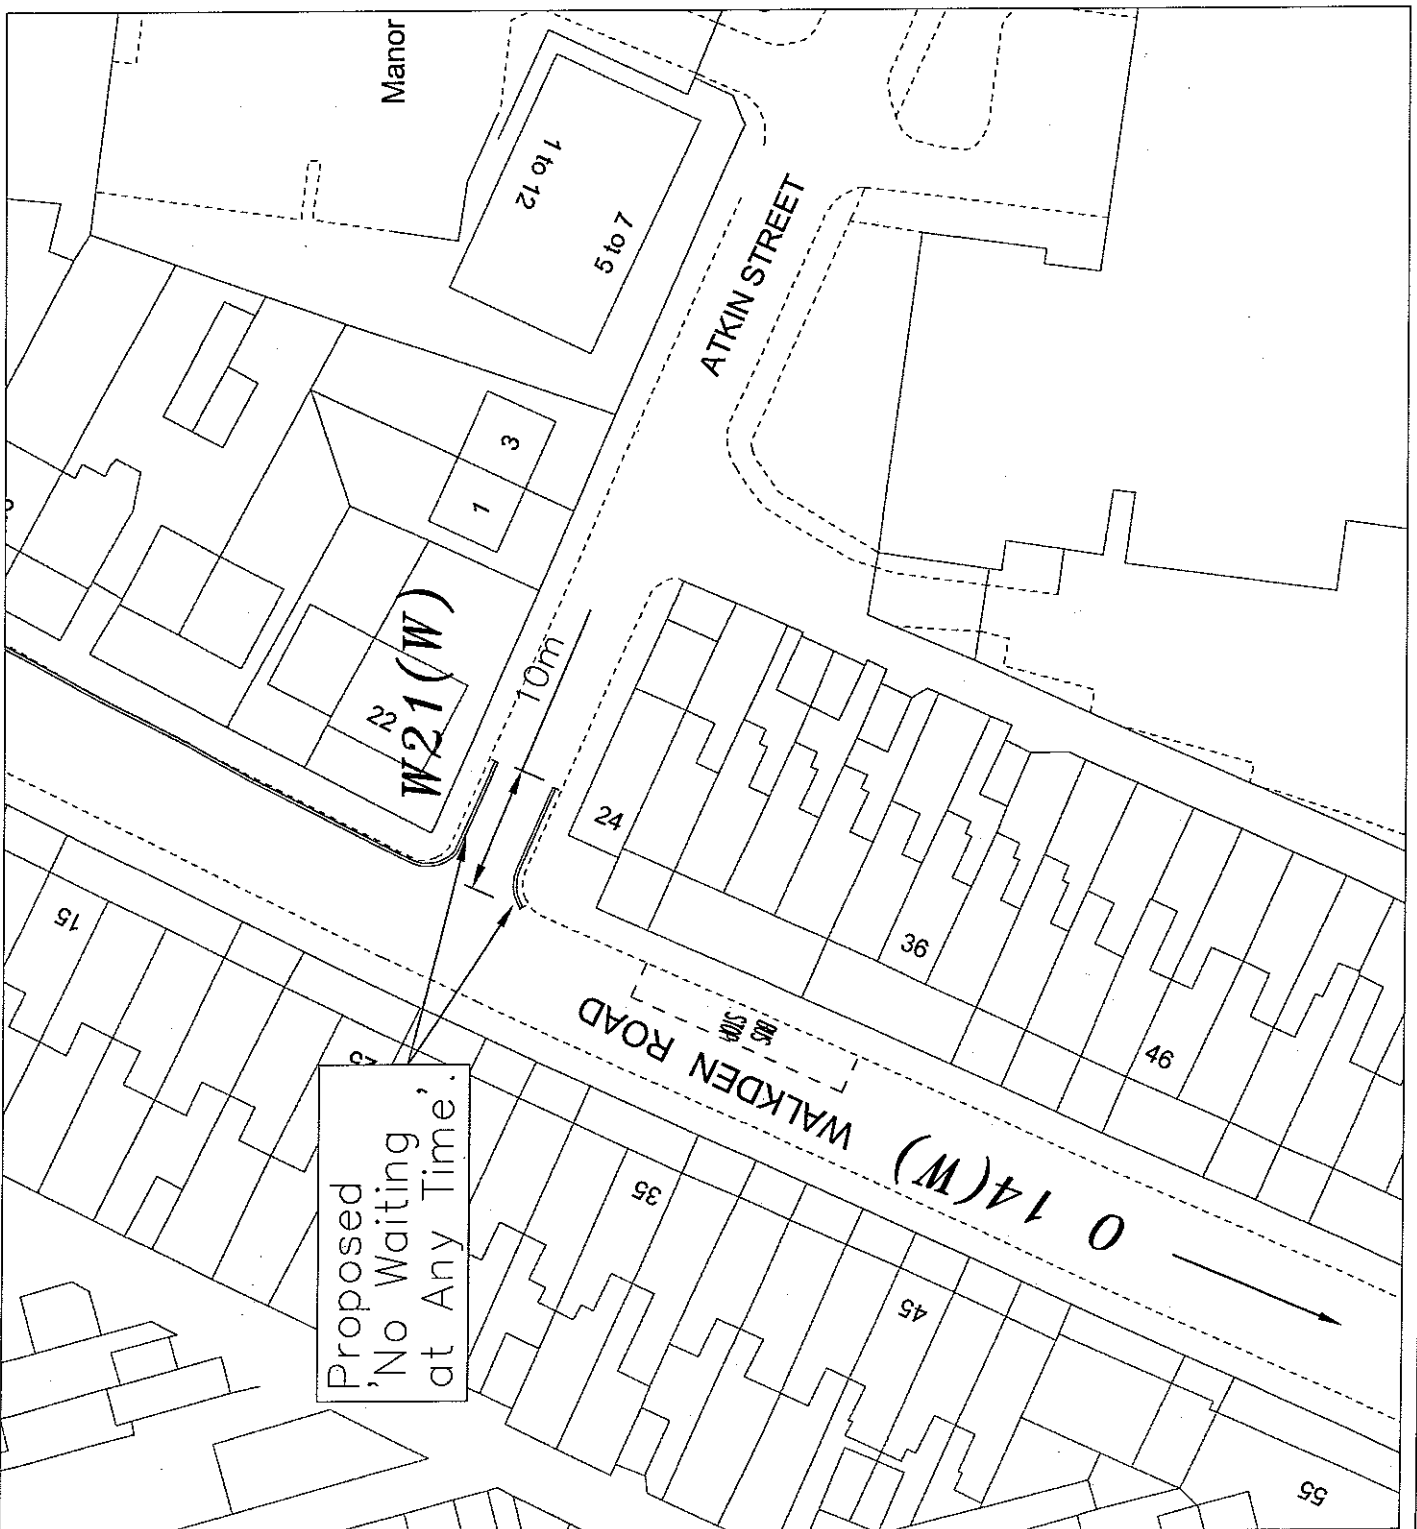 Manor
1 to 12
5 to 7
ATKIN STREET
3
1
22
W21(W)
10m
24
36
46
BUS
STOP
WALKDEN ROAD
O 14(W)
15
35
45
55
Proposed
'No Waiting
at Any Time'.